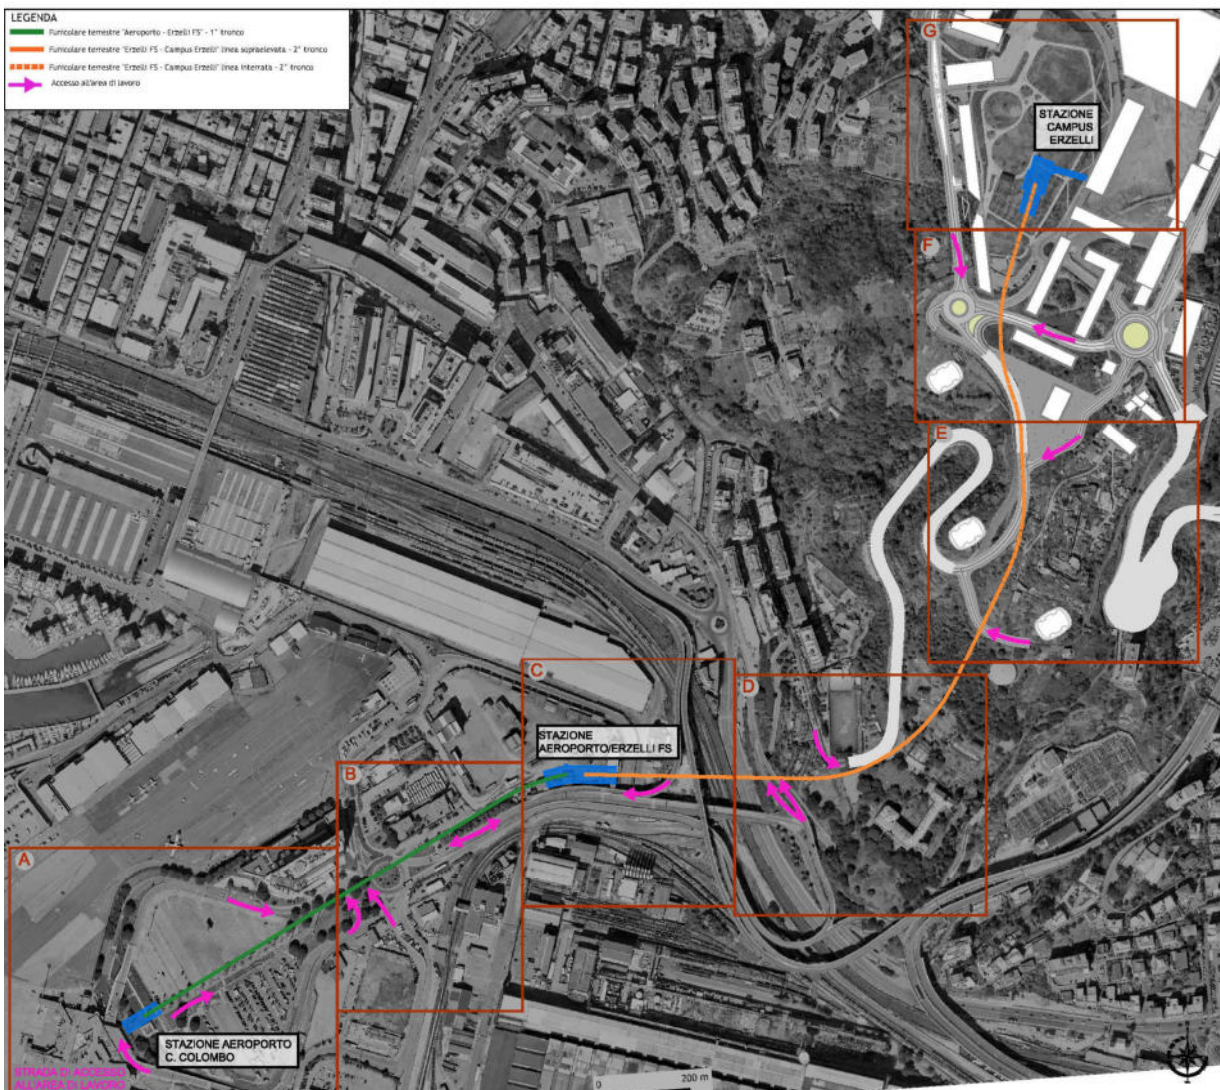 LEGENDA
Funicolare terrestre "Aeroporto - Erzelli FS" - 1° tronco
Funicolare terrestre "Erzelli FS - Campus Erzelli" linea sopraelevata - 2° tronco
Funicolare terrestre "Erzelli FS - Campus Erzelli" linea interrata - 2° tronco
Accesso all'area di lavoro
G
STAZIONE
CAMPUS
ERZELLI
F
E
C
D
STAZIONE
AEROPORTO/ERZELLI FS
B
A
STAZIONE AEROPORTO
C. COLOMBO
STRADA DI ACCESSO
ALL'AREA DI LAVORO
0
200 m